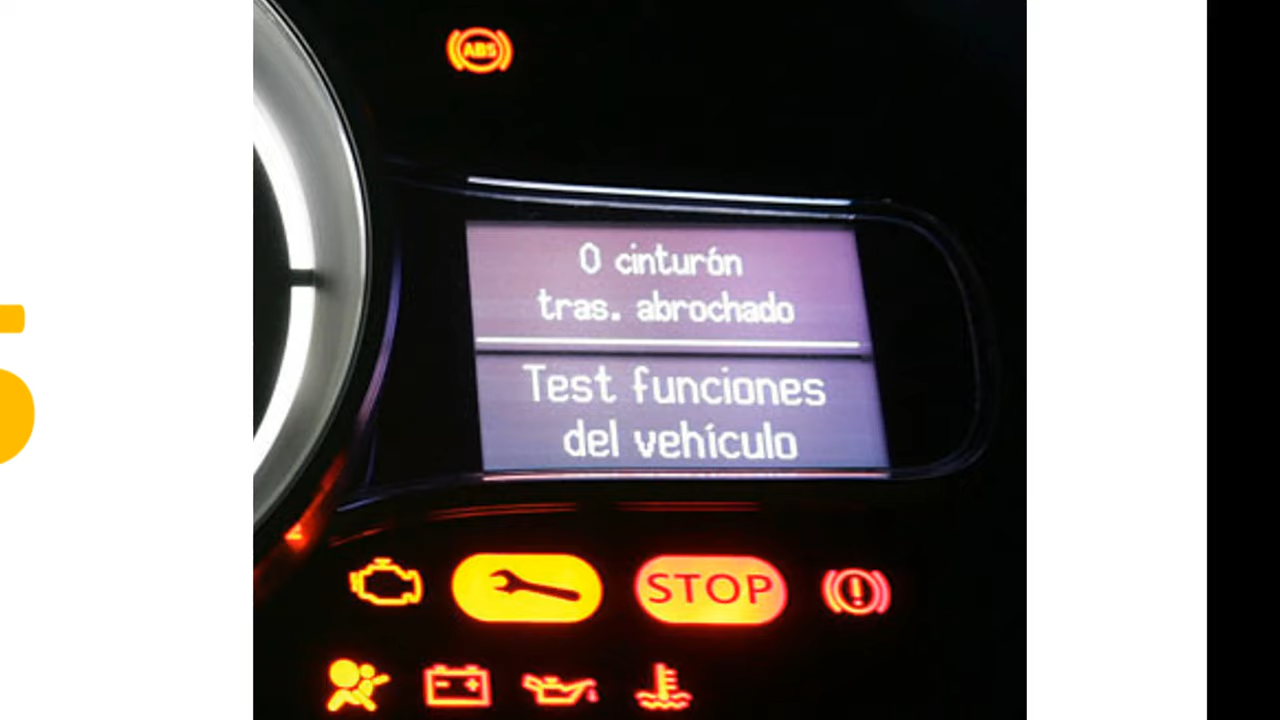 ABS
0 cinturón
tras. abrochado
Test funciones
del vehículo
STOP